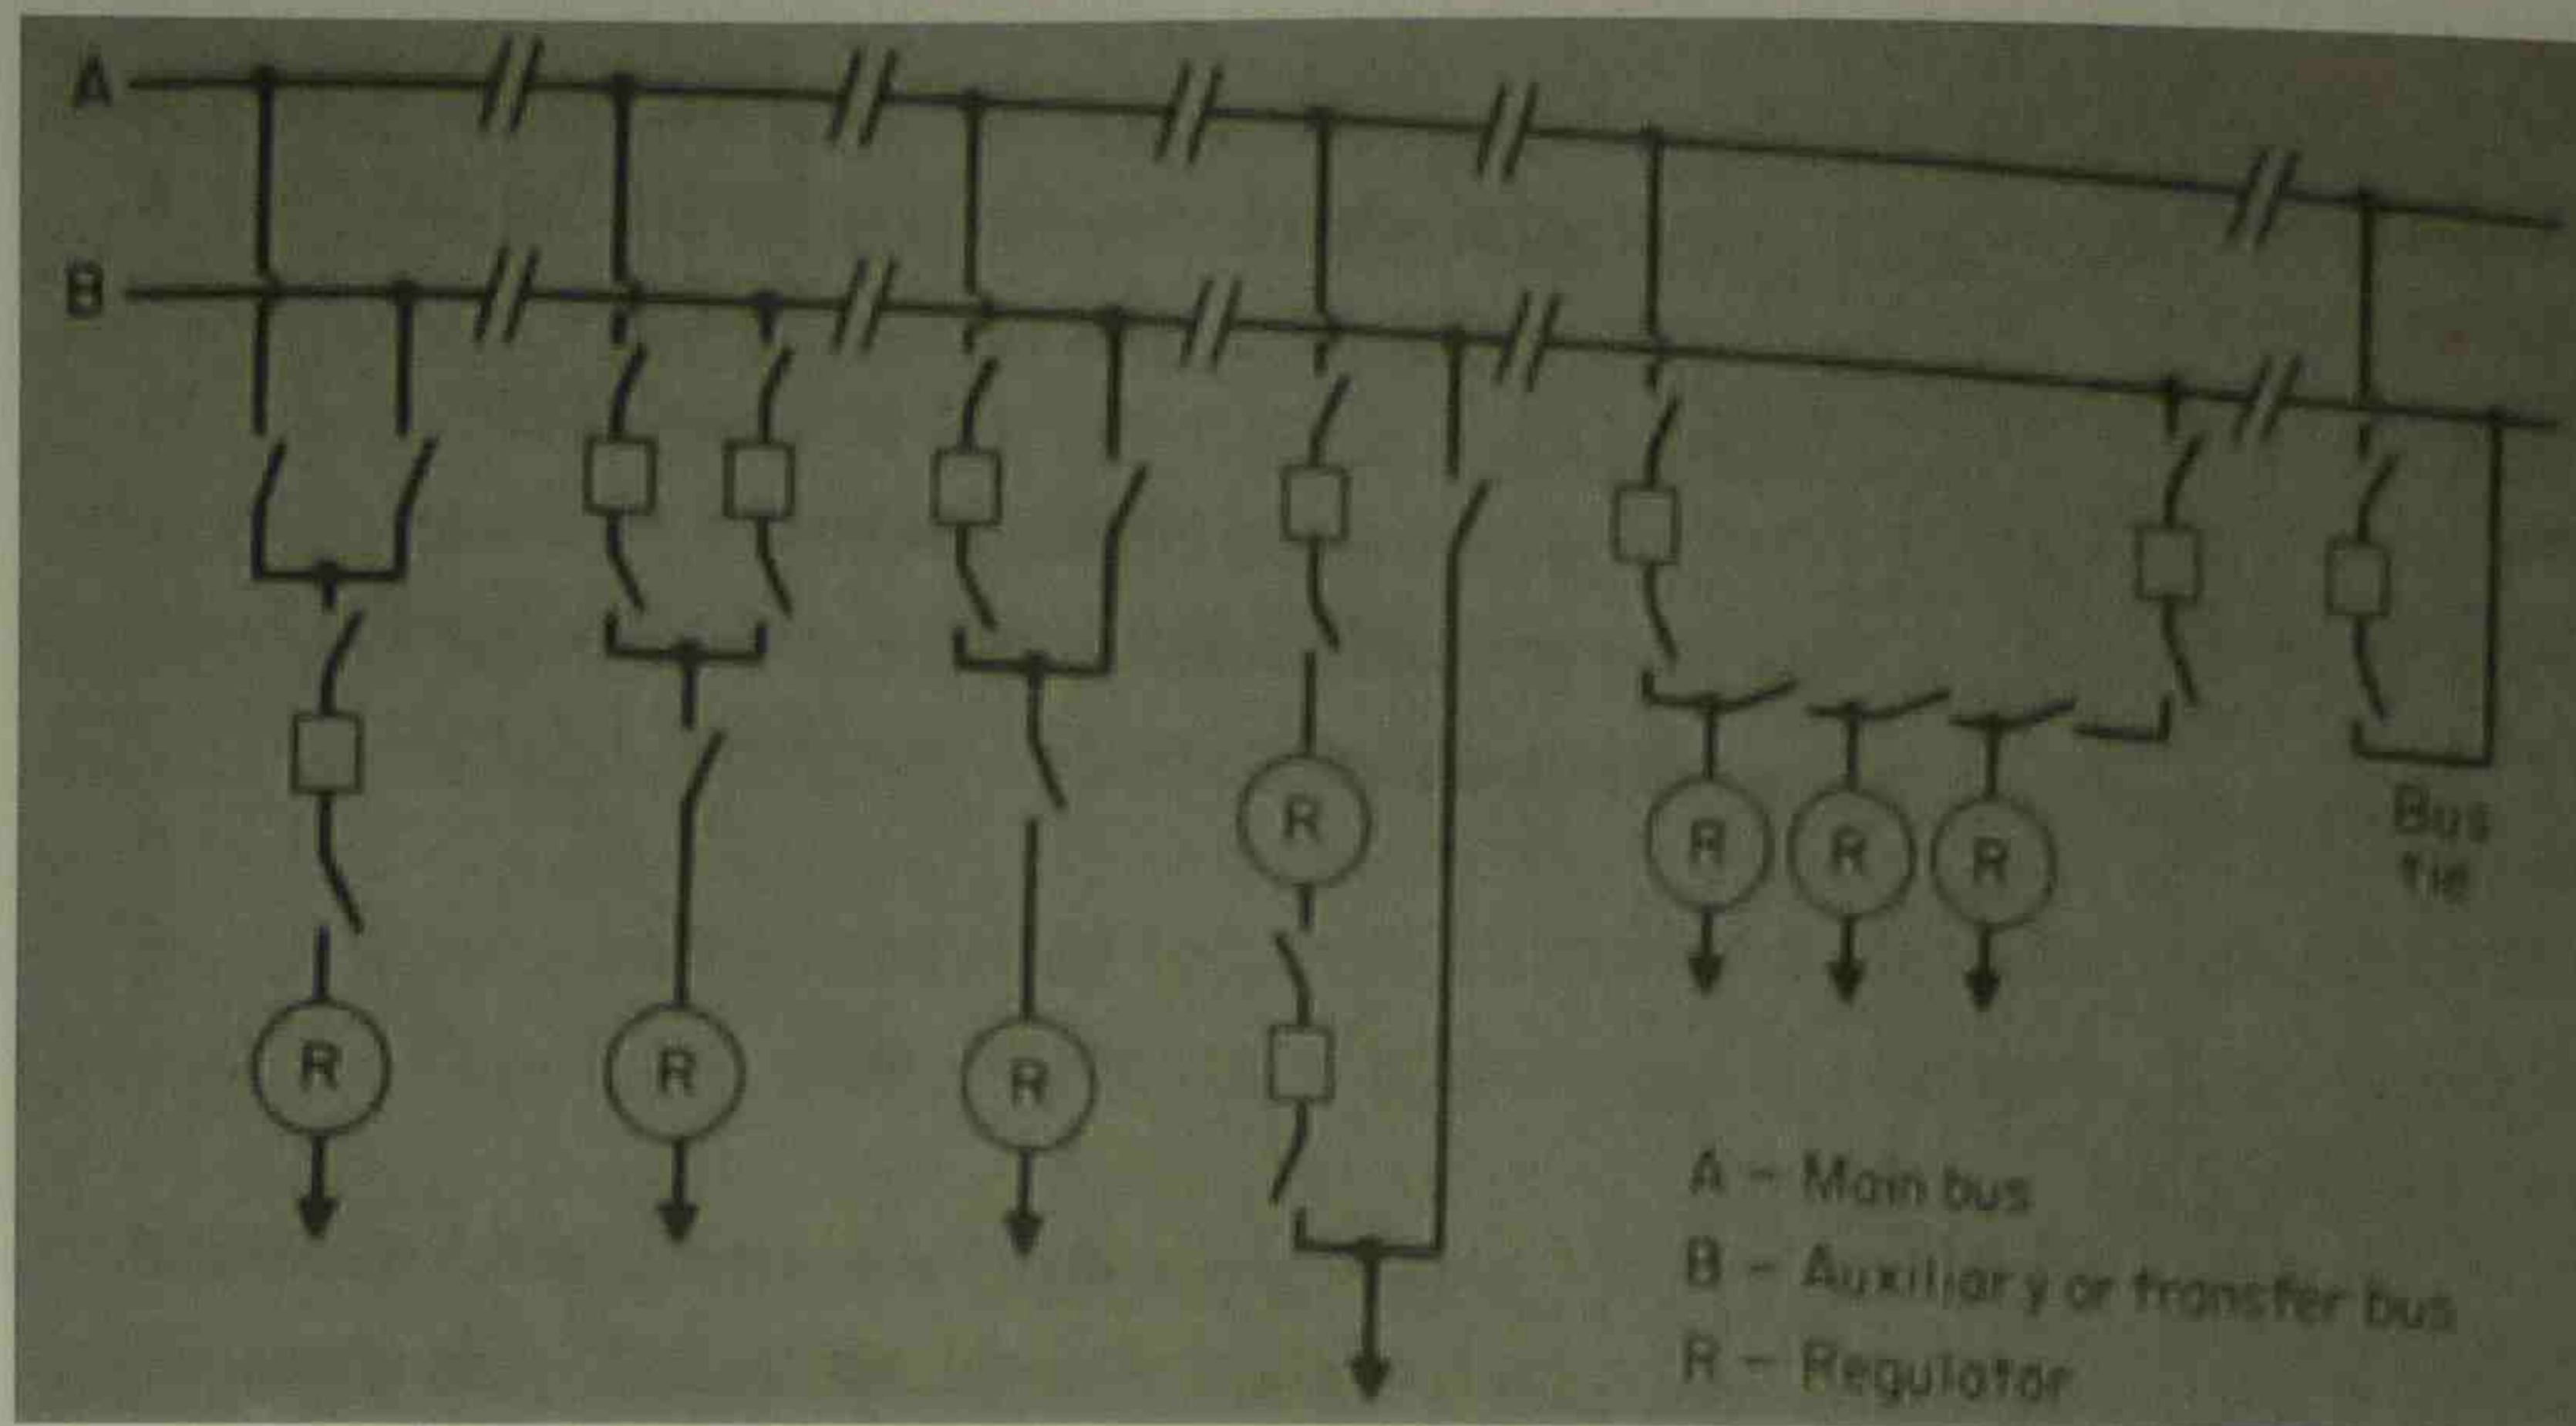 A
B
R
R
R
R
R
R
R
Bus
tie
A - Main bus
B - Auxiliary or transfer bus
R - Regulator